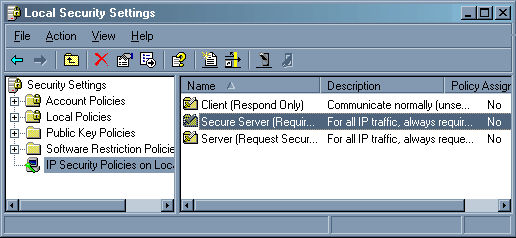 Local Security Settings
File Action View Help
Security Settings
Account Policies
Local Policies
Public Key Policies
Software Restriction Policie
IP Security Policies on Loca
Name Description Policy Assign
Client (Respond Only) Communicate normally (unse... No
Secure Server (Requir... For all IP traffic, always requir... No
Server (Request Secur... For all IP traffic, always reque... No